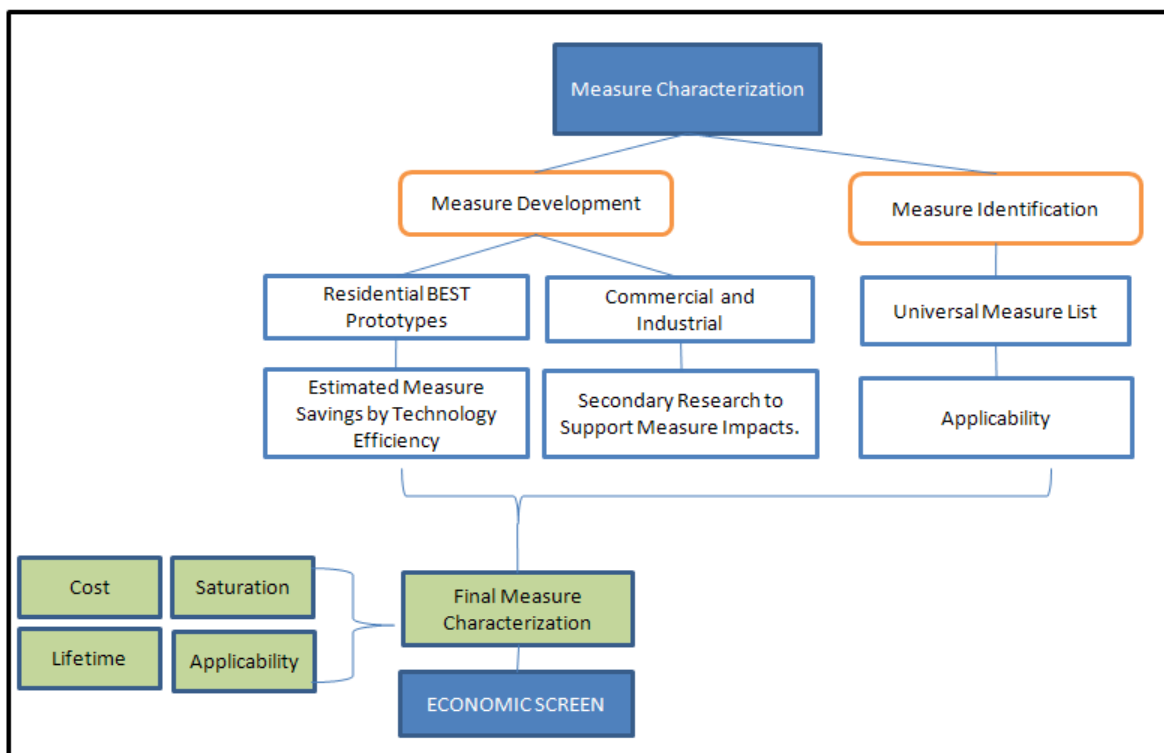 Measure Characterization
Measure Development
Measure Identification
Residential BEST
Prototypes
Commercial and
Industrial
Universal Measure List
Estimated Measure
Savings by Technology
Efficiency
Secondary Research to
Support Measure Impacts.
Applicability
Cost
Saturation
Final Measure
Characterization
Lifetime
Applicability
ECONOMIC SCREEN